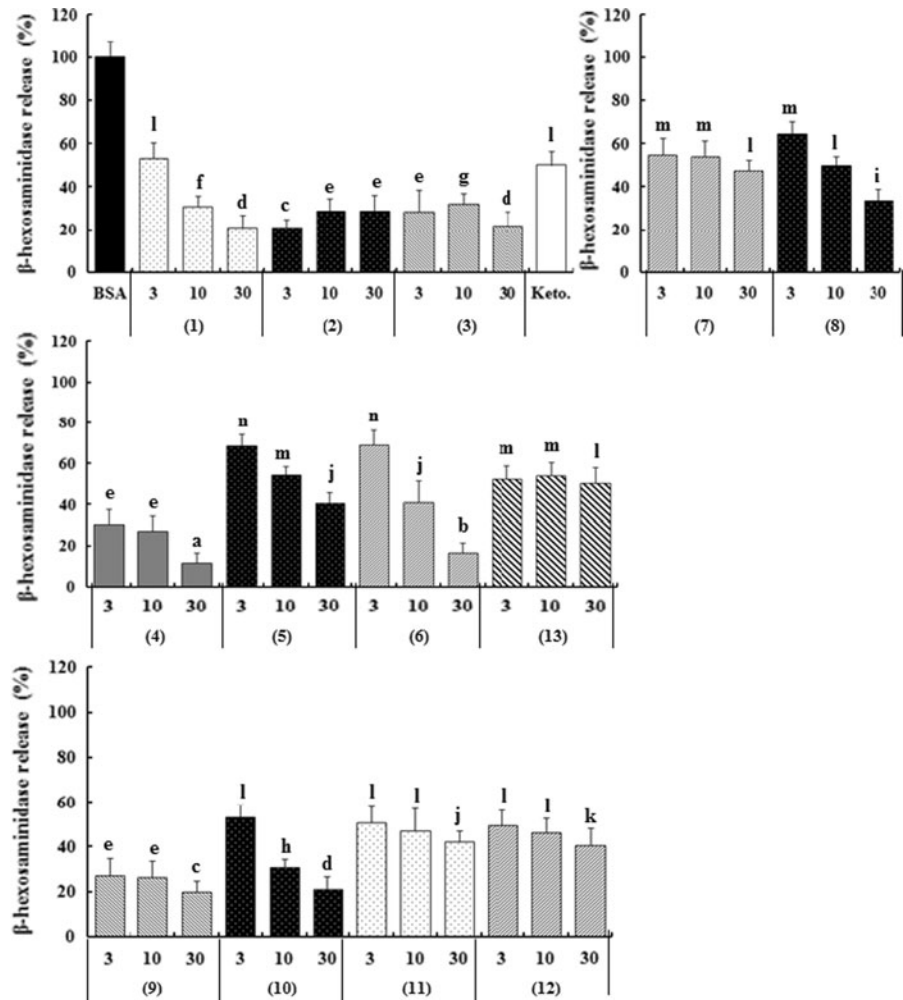 β-hexosaminidase release (%)
120
100
80
60
40
20
0
l
f
d
c
e
e
e
g
d
l
BSA 3 10 30 3 10 30 3 10 30 Keto.
(1) (2) (3)
β-hexosaminidase release (%)
120
100
80
60
40
20
0
m
m
l
m
l
i
3 10 30 3 10 30
(7) (8)
β-hexosaminidase release (%)
120
100
80
60
40
20
0
e
e
a
n
m
j
n
j
b
m
m
l
3 10 30 3 10 30 3 10 30 3 10 30
(4) (5) (6) (13)
β-hexosaminidase release (%)
120
100
80
60
40
20
0
e
e
c
l
h
d
l
l
j
l
l
k
3 10 30 3 10 30 3 10 30 3 10 30
(9) (10) (11) (12)